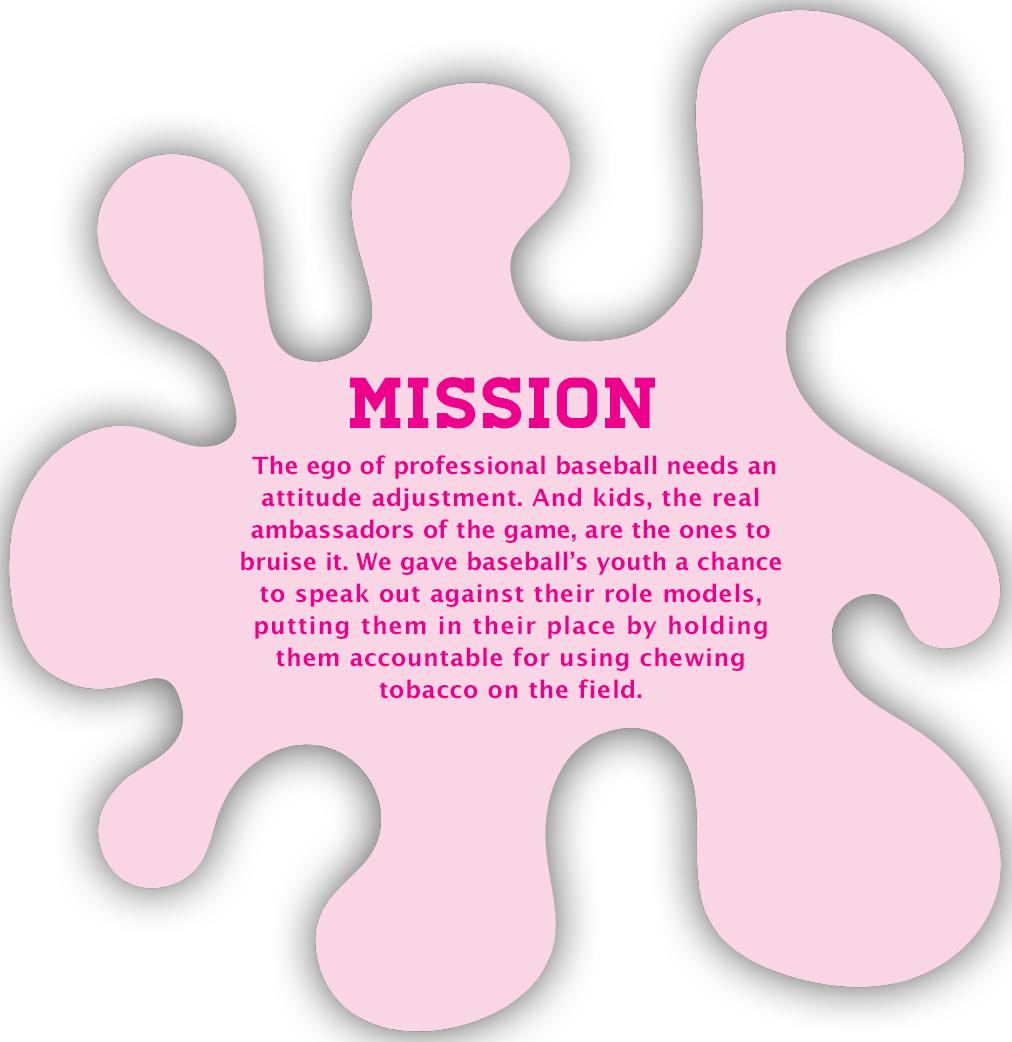 MISSION
The ego of professional baseball needs an
attitude adjustment. And kids, the real
ambassadors of the game, are the ones to
bruise it. We gave baseball’s youth a chance
to speak out against their role models,
putting them in their place by holding
them accountable for using chewing
tobacco on the field.